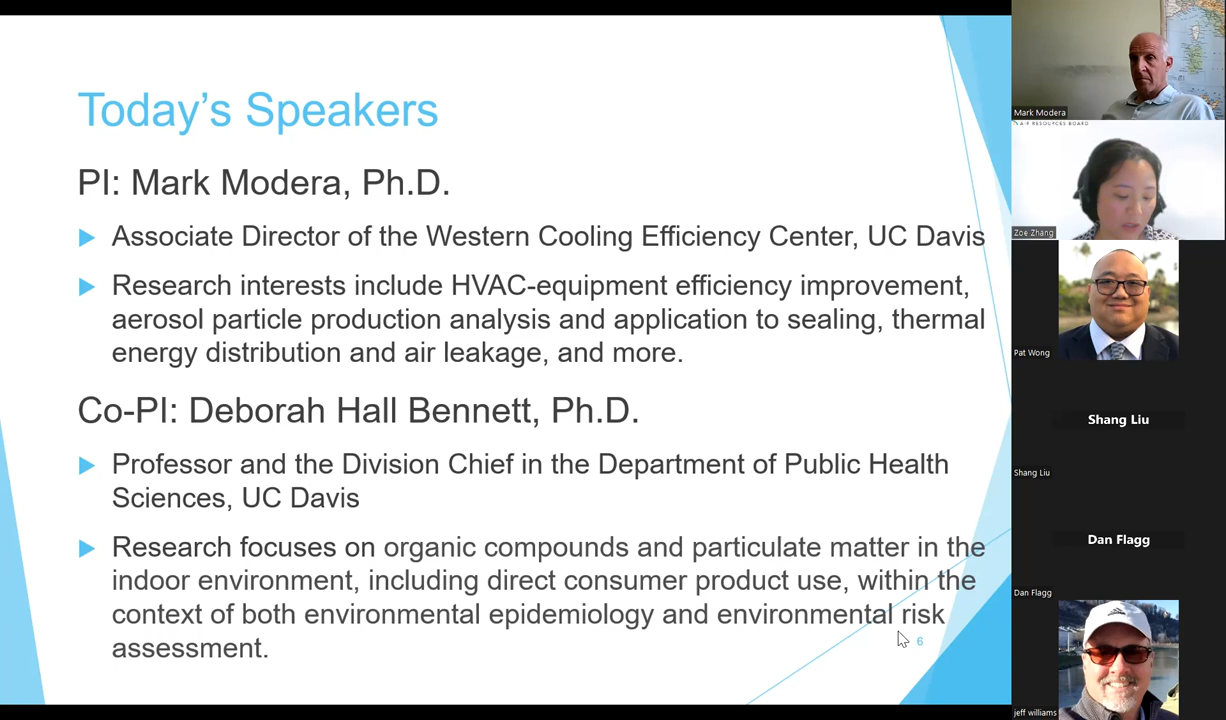 Today's Speakers
PI: Mark Modera, Ph.D.
Associate Director of the Western Cooling Efficiency Center, UC Davis
Research interests include HVAC-equipment efficiency improvement,
aerosol particle production analysis and application to sealing, thermal
energy distribution and air leakage, and more.
Co-PI: Deborah Hall Bennett, Ph.D.
Professor and the Division Chief in the Department of Public Health
Sciences, UC Davis
Research focuses on organic compounds and particulate matter in the
indoor environment, including direct consumer product use, within the
context of both environmental epidemiology and environmental risk
assessment.
6
Mark Modera
AIR RESOURCES BOARD
Zoe Zhang
Pat Wong
Shang Liu
Shang Liu
Dan Flagg
Dan Flagg
jeff williams